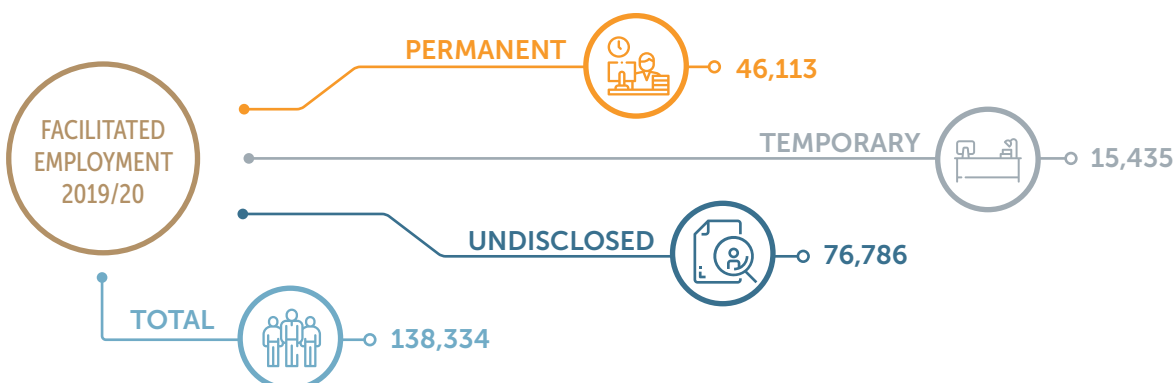 FACILITATED
EMPLOYMENT
2019/20
PERMANENT
46,113
TEMPORARY
15,435
UNDISCLOSED
76,786
TOTAL
138,334